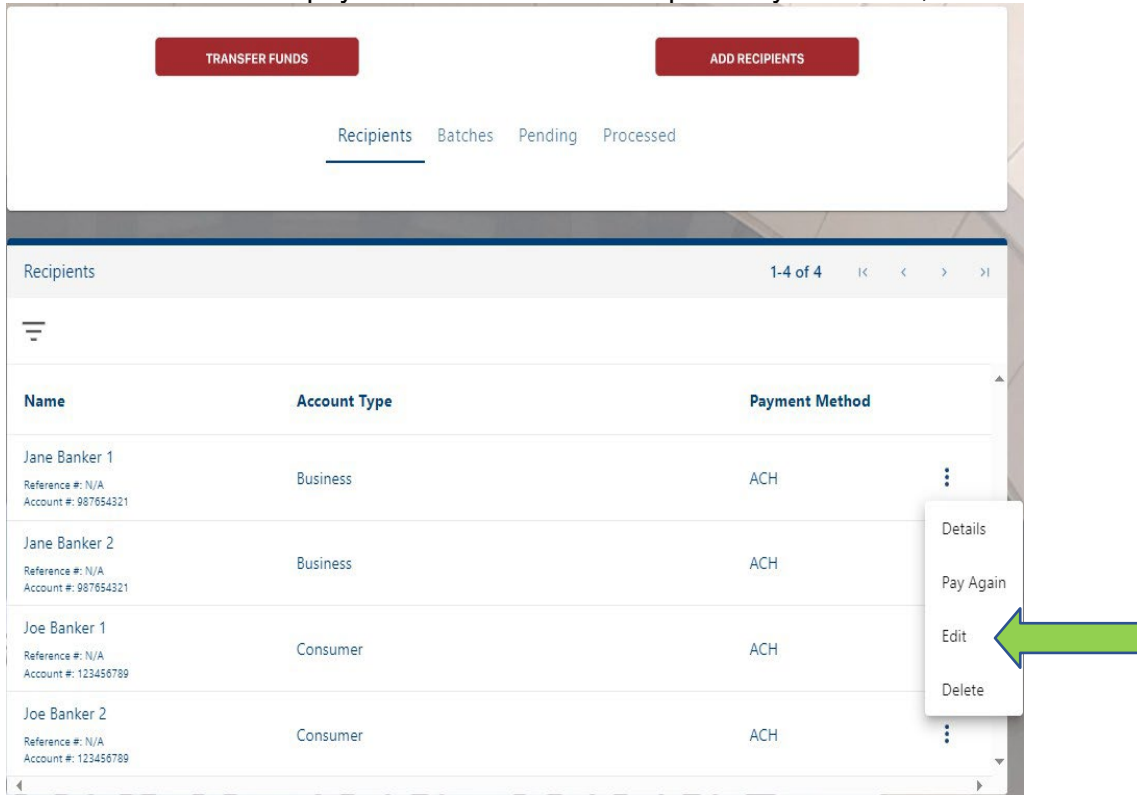 TRANSFER FUNDS ADD RECIPIENTS
Recipients Batches Pending Processed
Recipients 1-4 of 4
Name Account Type Payment Method
Jane Banker 1
Reference #: N/A
Account #: 987654321
Business ACH
Details
Jane Banker 2
Reference #: N/A
Account #: 987654321
Business ACH
Pay Again
Joe Banker 1
Reference #: N/A
Account #: 123456789
Consumer ACH
Edit
Delete
Joe Banker 2
Reference #: N/A
Account #: 123456789
Consumer ACH